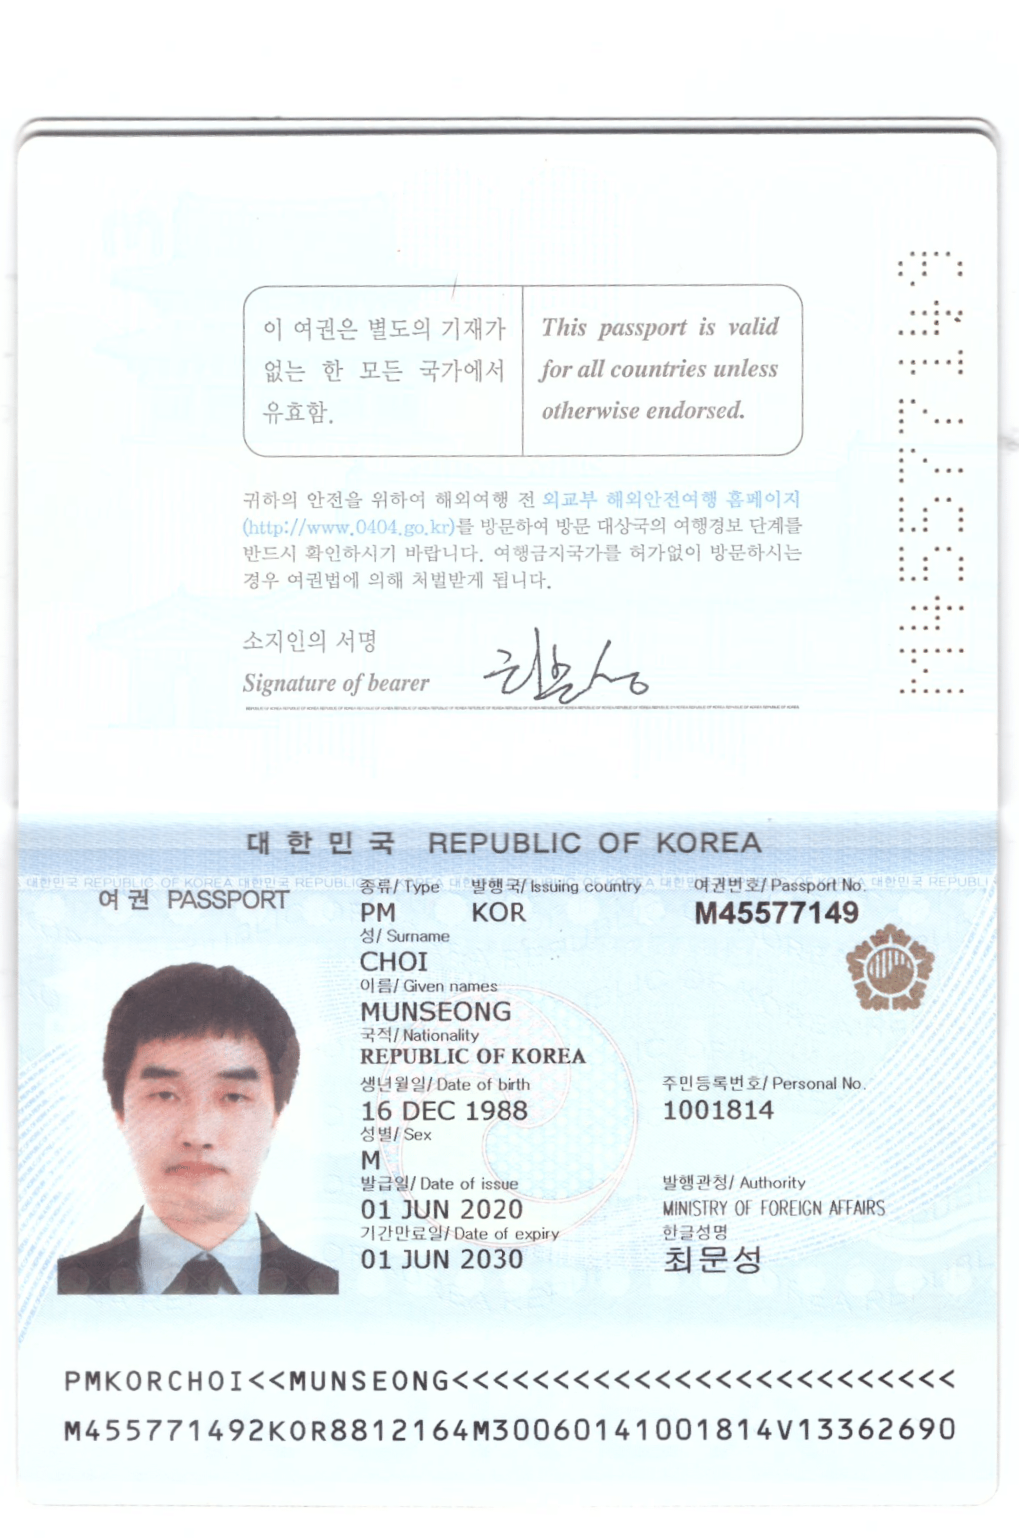 이 여권은 별도의 기재가
없는 한 모든 국가에서
유효함.
This passport is valid
for all countries unless
otherwise endorsed.
M45577149
귀하의 안전을 위하여 해외여행 전 외교부 해외안전여행 홈페이지
(http://www.0404.go.kr)를 방문하여 방문 대상국의 여행경보 단계를
반드시 확인하시기 바랍니다. 여행금지국가를 허가없이 방문하시는
경우 여권법에 의해 처벌받게 됩니다.
소지인의 서명
Signature of bearer
최문성
대한민국 REPUBLIC OF KOREA
여권 PASSPORT
종류/ Type 발행국/ Issuing country 여권번호/ Passport No.
PM KOR M45577149
성/ Surname
CHOI
이름/ Given names
MUNSEONG
국적/ Nationality
REPUBLIC OF KOREA
생년월일/ Date of birth 주민등록번호/ Personal No.
16 DEC 1988 1001814
성별/ Sex
M
발급일/ Date of issue 발행관청/ Authority
01 JUN 2020 MINISTRY OF FOREIGN AFFAIRS
기간만료일/ Date of expiry 한글성명
01 JUN 2030 최문성
PMKORCHOI<<MUNSEONG<<<<<<<<<<<<<<<<<<<<<<<<<
M455771492KOR8812164M30060141001814V13362690